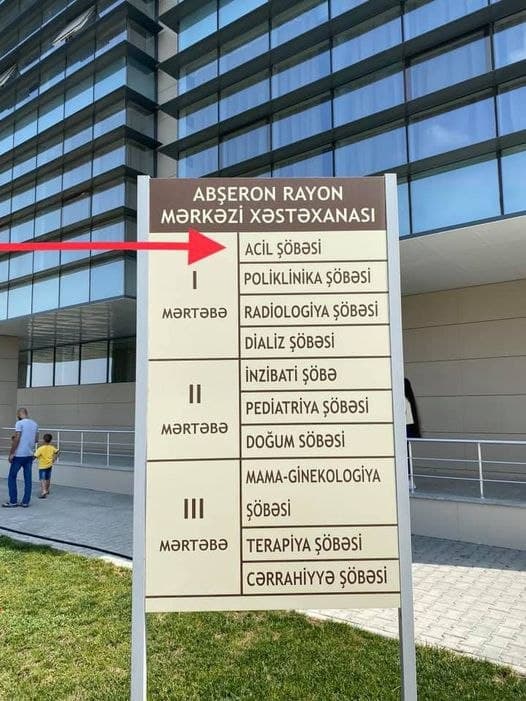 ABŞERON RAYON
MƏRKƏZİ XƏSTƏXANASI
I
MƏRTƏBƏ
ACİL ŞÖBƏSİ
POLİKLİNİKA ŞÖBƏSİ
RADİOLOGİYA ŞÖBƏSİ
DİALİZ ŞÖBƏSİ
II
MƏRTƏBƏ
İNZİBATİ ŞÖBƏ
PEDİATRİYA ŞÖBƏSİ
DOĞUM SÖBƏSİ
III
MƏRTƏBƏ
MAMA-GİNEKOLOGİYA
ŞÖBƏSİ
TERAPİYA ŞÖBƏSİ
CƏRRAHİYYƏ ŞÖBƏSİ